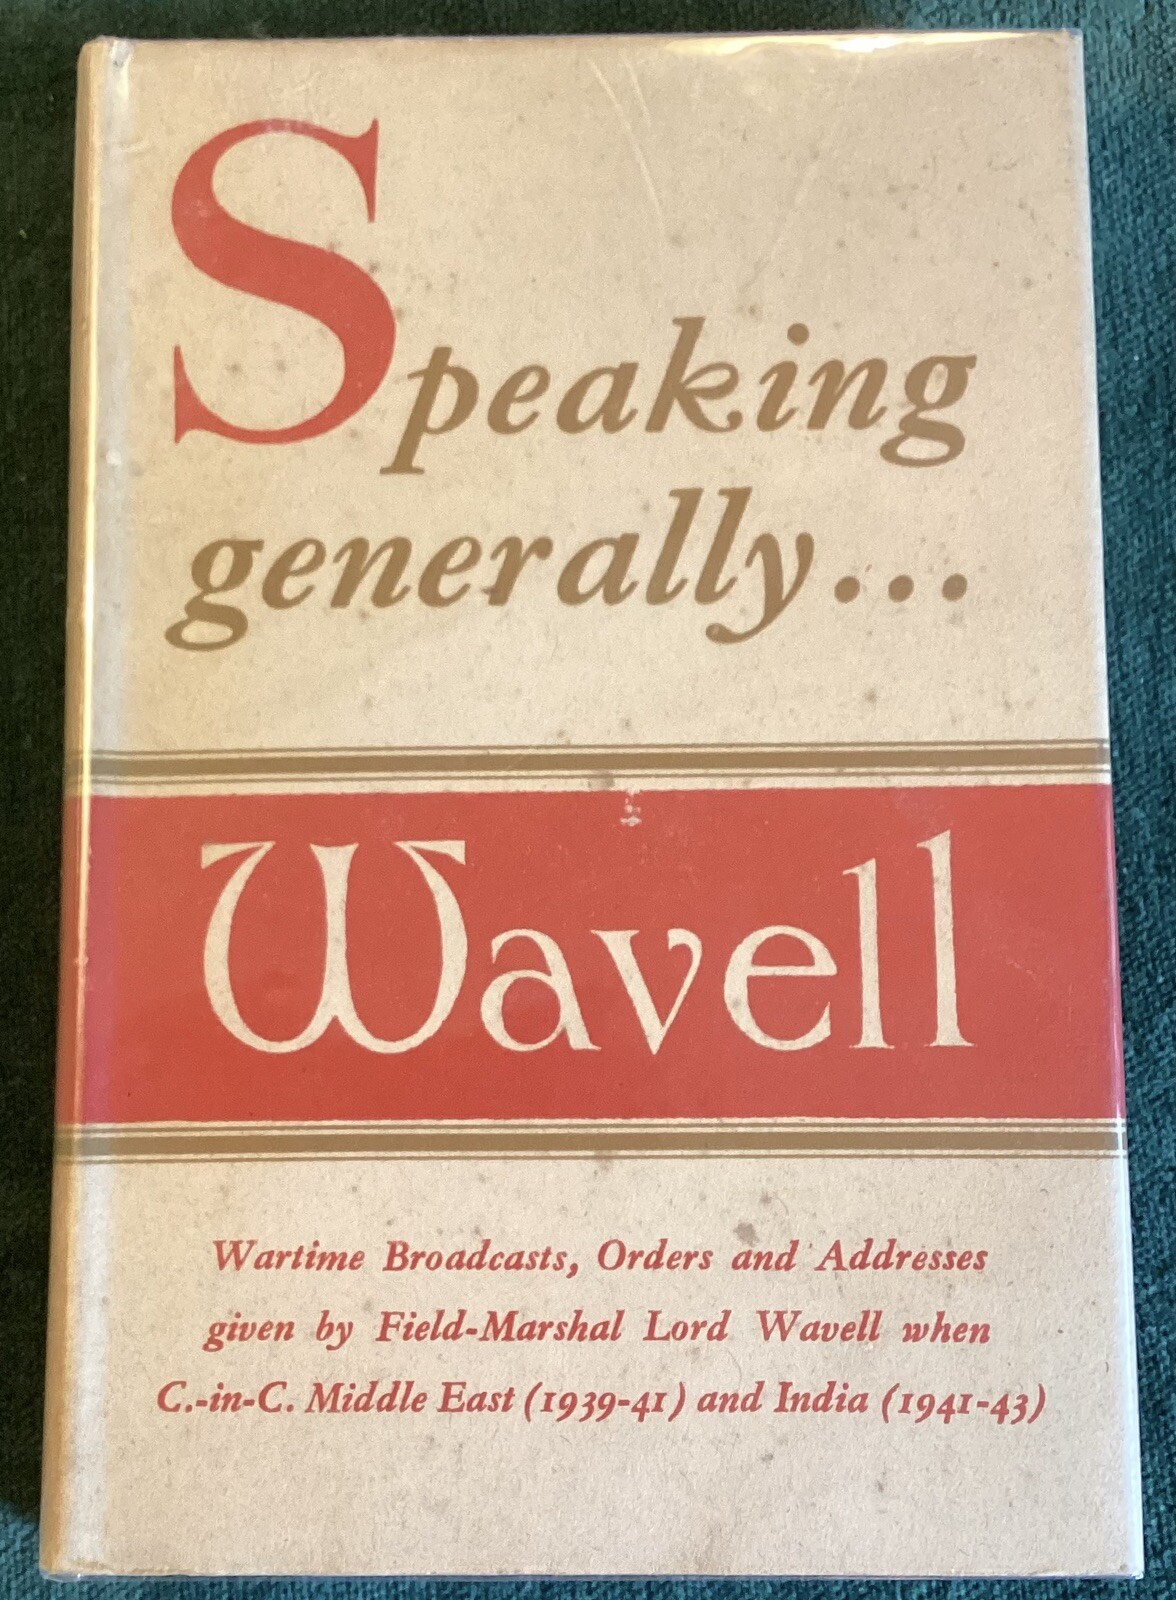 Speaking
generally...
Wavell
Wartime Broadcasts, Orders and Addresses
given by Field-Marshal Lord Wavell when
C.-in-C. Middle East (1939-41) and India (1941-43)